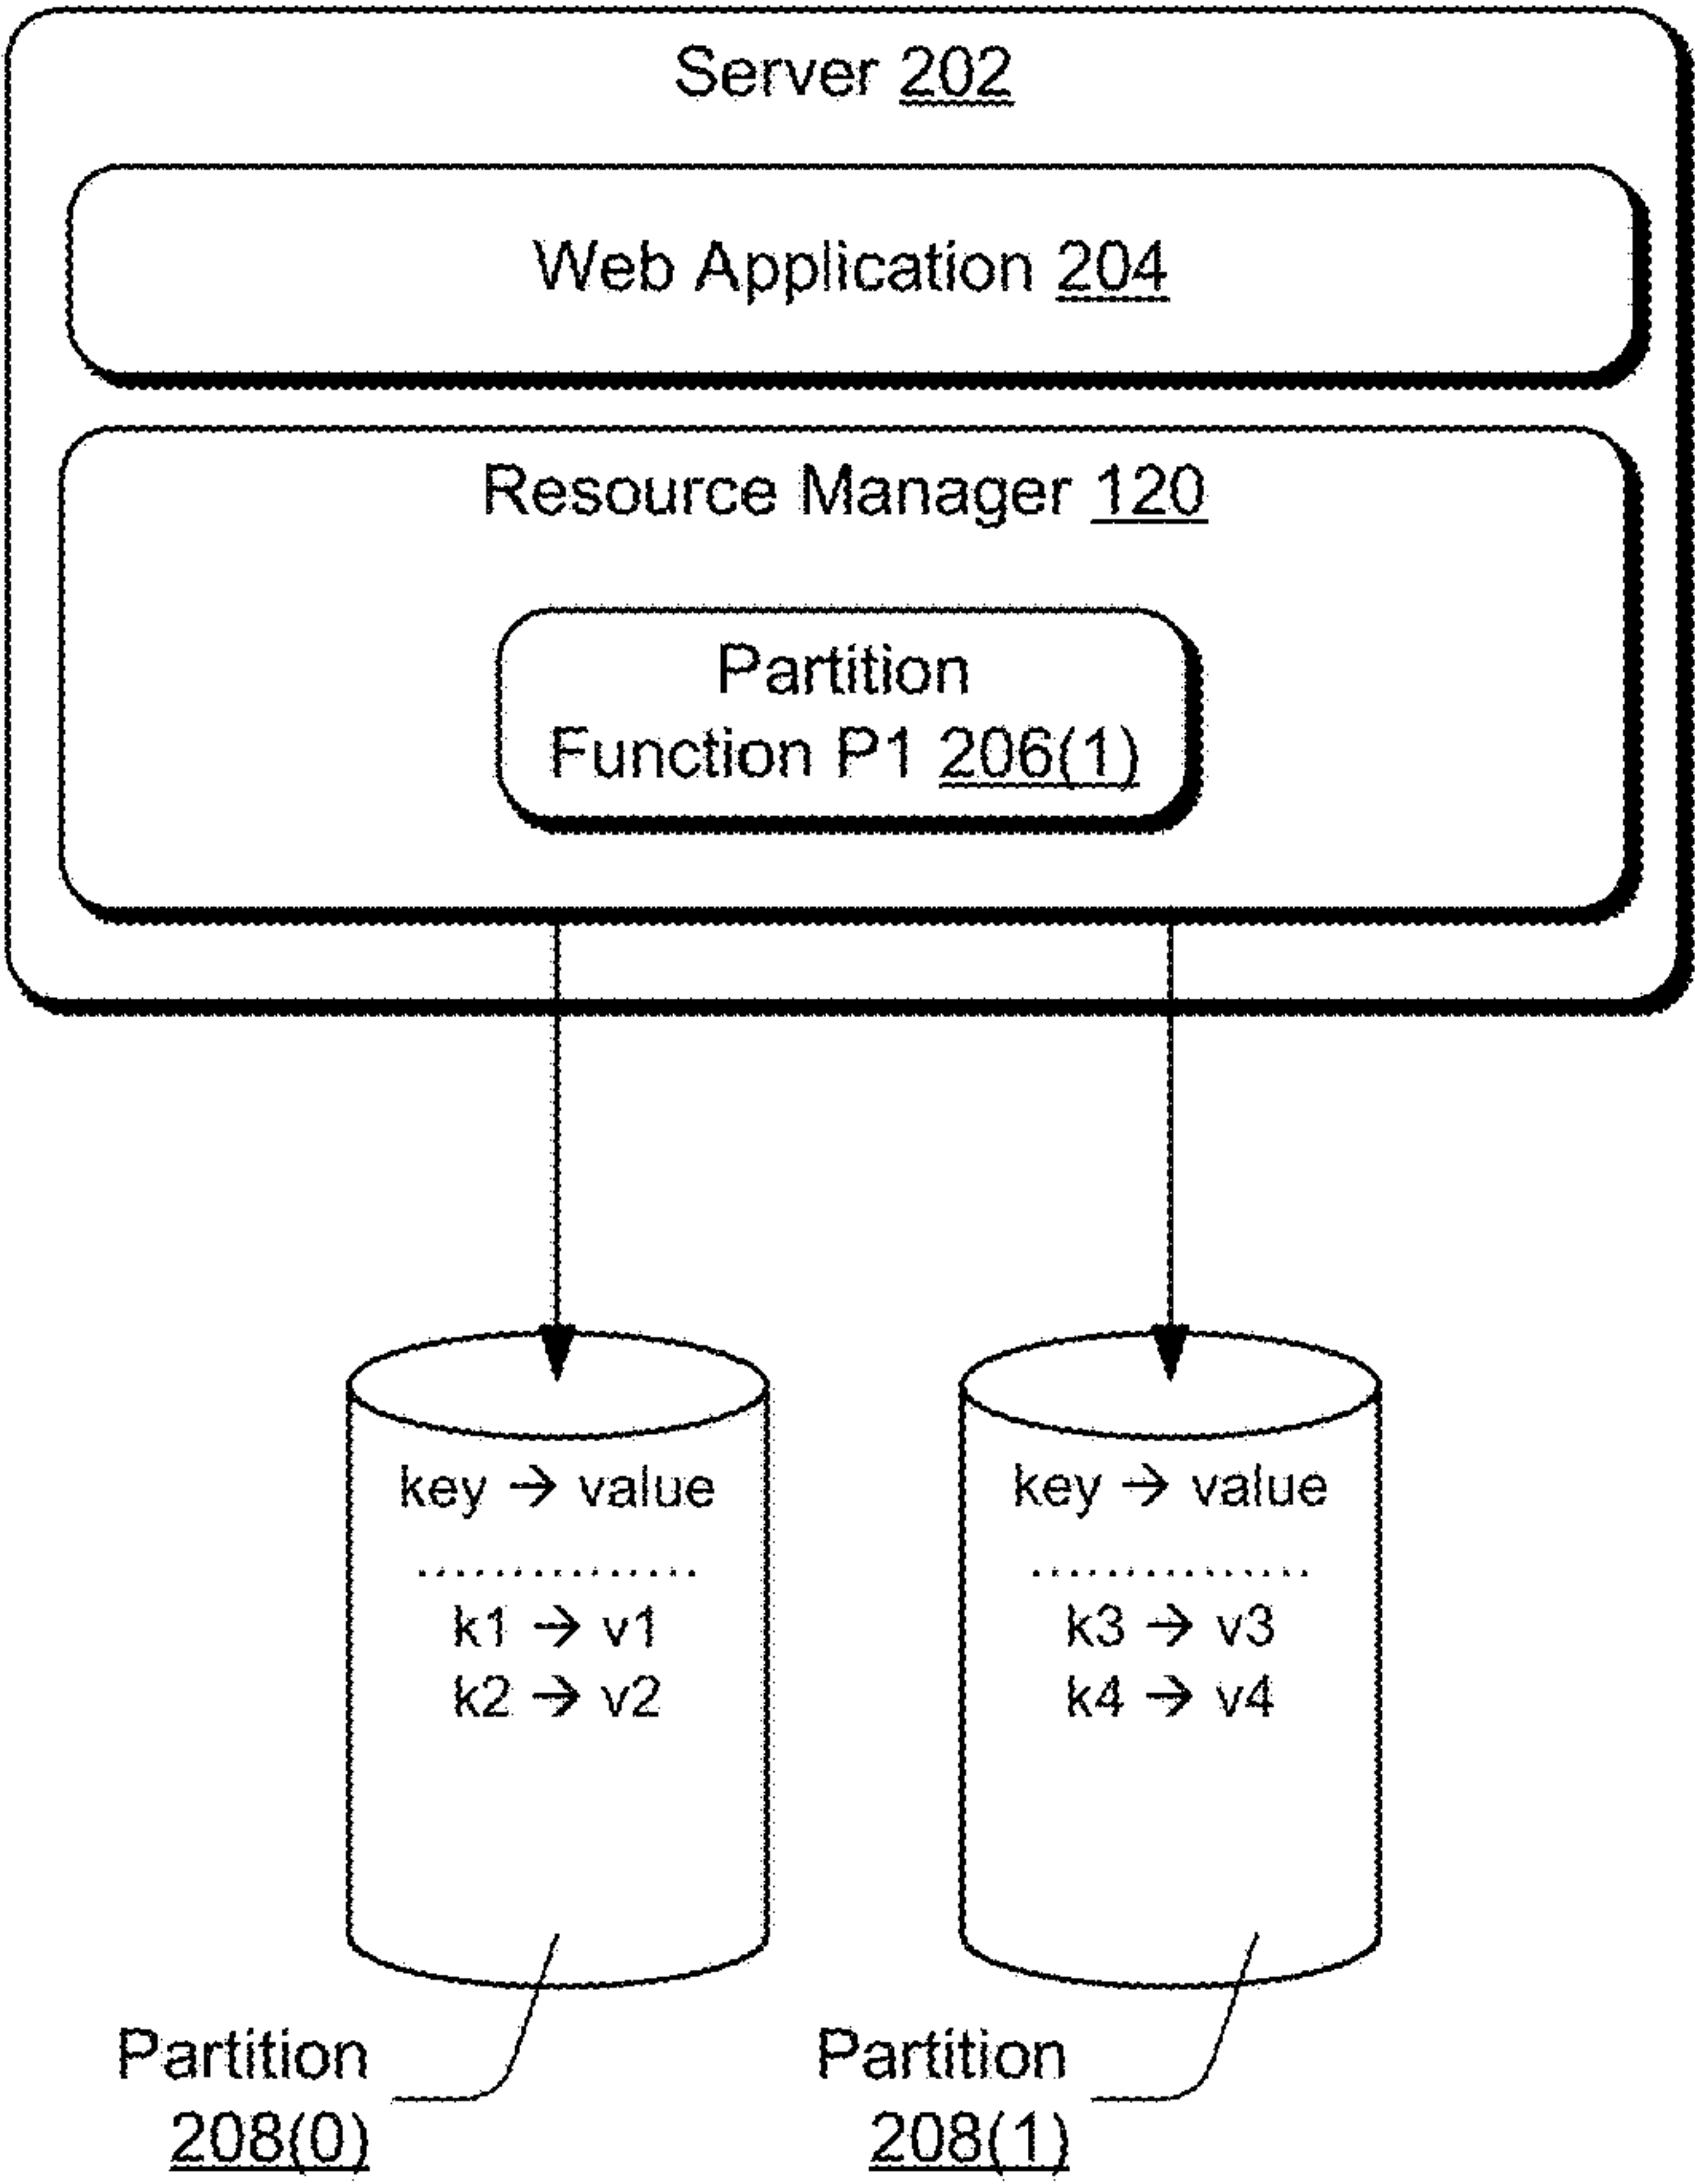 Server 202
Web Application 204
Resource Manager 120
Partition
Function P1 206(1)
key → value
k1 → v1
k2 → v2
key → value
k3 → v3
k4 → v4
Partition
208(0)
Partition
208(1)